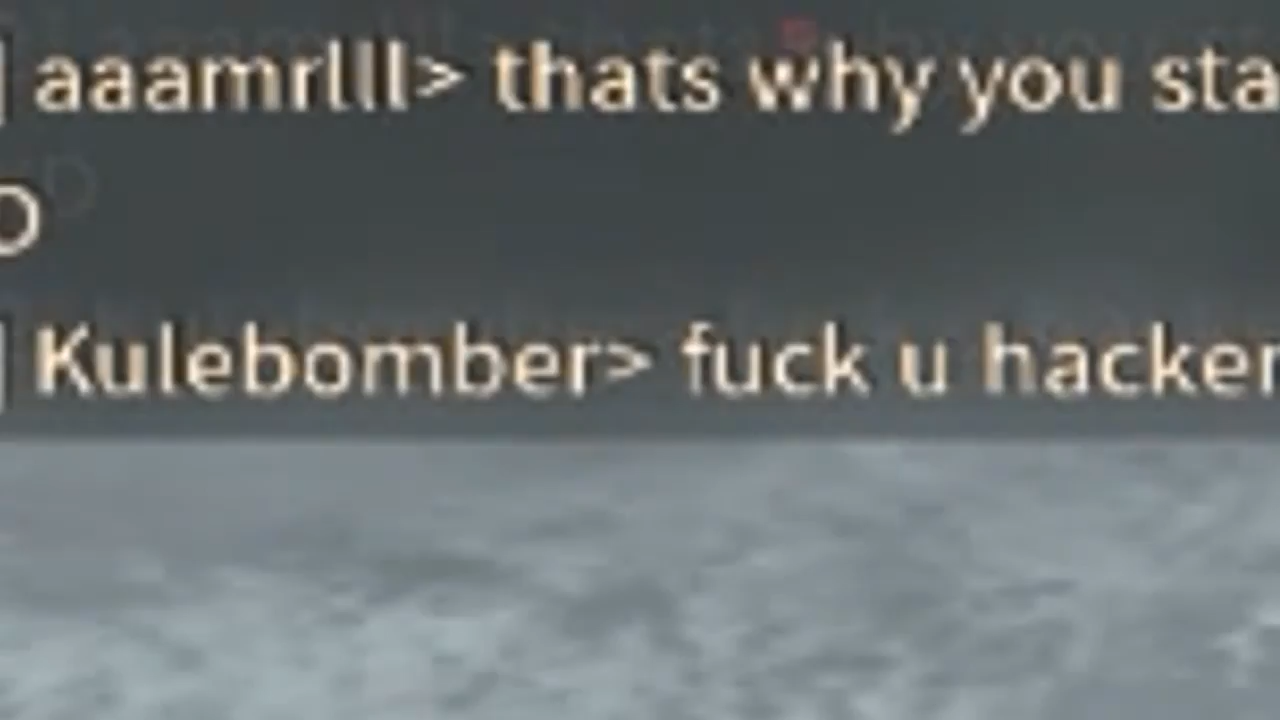 ] aaamrlll> thats why you sta
O
] Kulebomber> fuck u hacker